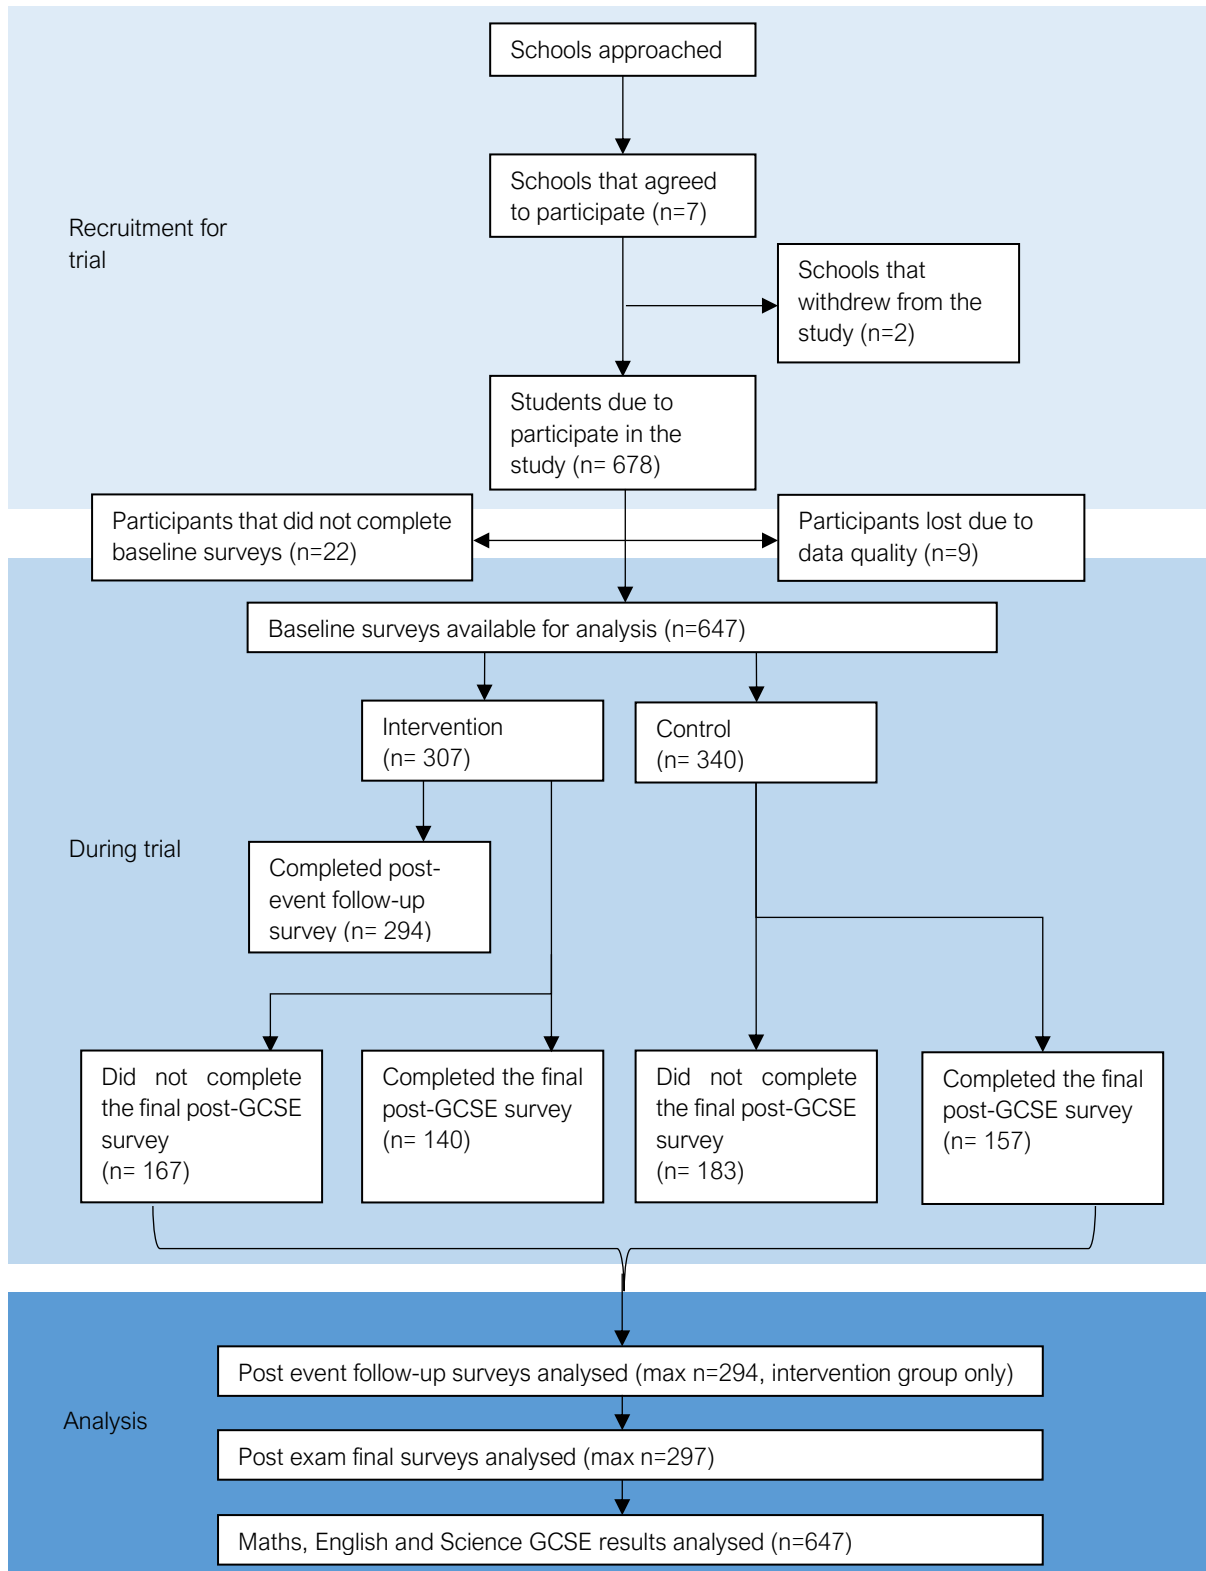 Schools approached
Schools that agreed
to participate (n=7)
Recruitment for
trial
Schools that
withdrew from the
study (n=2)
Students due to
participate in the
study (n= 678)
Participants that did not complete
baseline surveys (n=22)
Participants lost due to
data quality (n=9)
Baseline surveys available for analysis (n=647)
Intervention
(n= 307)
Control
(n= 340)
During trial
Completed post-
event follow-up
survey (n= 294)
Did not complete
the final post-GCSE
survey
(n= 167)
Completed the final
post-GCSE survey
(n= 140)
Did not complete
the final post-GCSE
survey
(n= 183)
Completed the final
post-GCSE survey
(n= 157)
Analysis
Post event follow-up surveys analysed (max n=294, intervention group only)
Post exam final surveys analysed (max n=297)
Maths, English and Science GCSE results analysed (n=647)